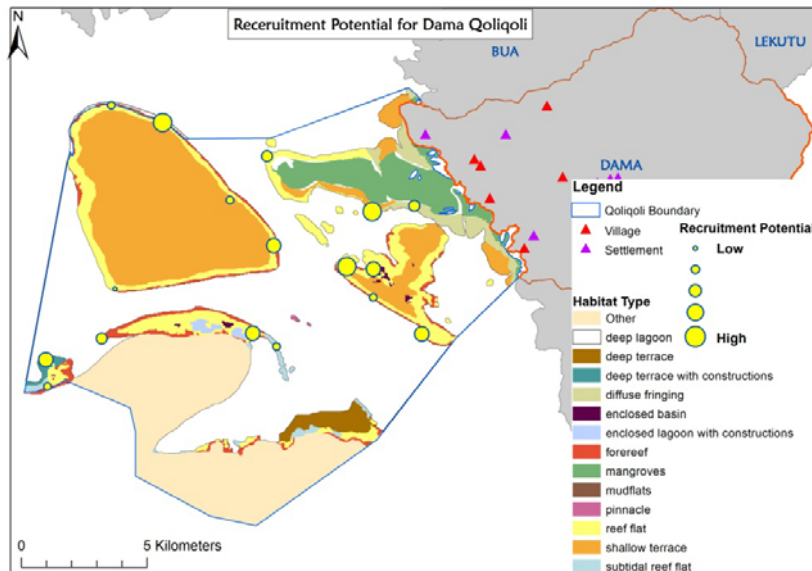 Receruitment Potential for Dama Qoliqoli
N
BUA
LEKUTU
DAMA
Legend
Qoliqoli Boundary
Village
Settlement
Recruitment Potential
Low
High
Habitat Type
Other
deep lagoon
deep terrace
deep terrace with constructions
diffuse fringing
enclosed basin
enclosed lagoon with constructions
forereef
mangroves
mudflats
pinnacle
reef flat
shallow terrace
subtidal reef flat
0 5 Kilometers